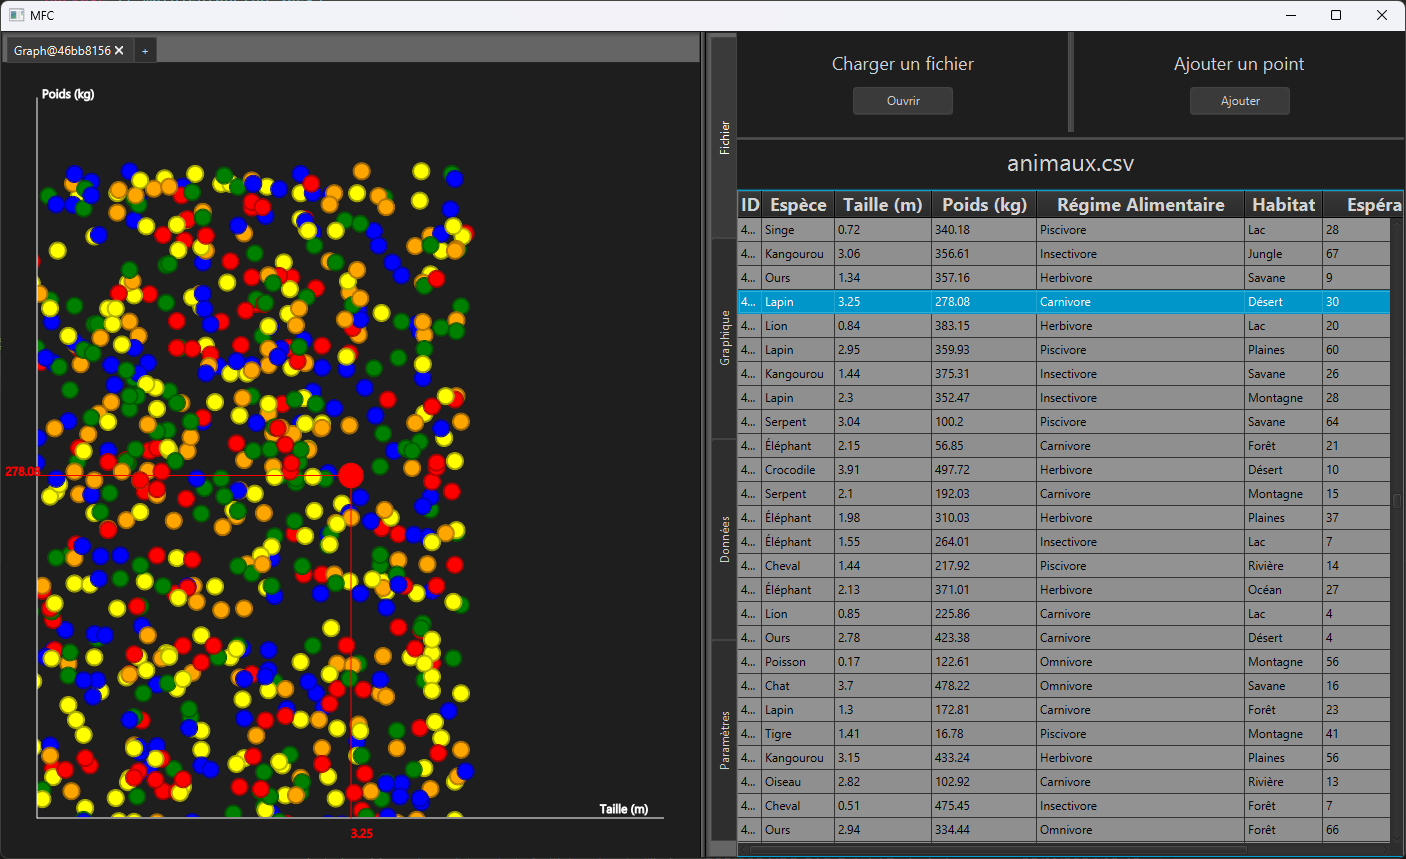 MFC
Graph@46bb8156
+
Poids (kg)
278.08
3.25
Taille (m)
Fichier
Graphique
Données
Paramètres
Charger un fichier
Ouvrir
Ajouter un point
Ajouter
animaux.csv
ID Espèce Taille (m) Poids (kg) Régime Alimentaire Habitat Espéra
4... Singe 0.72 340.18 Piscivore Lac 28
4... Kangourou 3.06 356.61 Insectivore Jungle 67
4... Ours 1.34 357.16 Herbivore Savane 9
4... Lapin 3.25 278.08 Carnivore Désert 30
4... Lion 0.84 383.15 Herbivore Lac 20
4... Lapin 2.95 359.93 Piscivore Plaines 60
4... Kangourou 1.44 375.31 Insectivore Savane 26
4... Lapin 2.3 352.47 Insectivore Montagne 28
4... Serpent 3.04 100.2 Piscivore Savane 64
4... Éléphant 2.15 56.85 Carnivore Forêt 21
4... Crocodile 3.91 497.72 Herbivore Désert 10
4... Serpent 2.1 192.03 Carnivore Montagne 15
4... Éléphant 1.98 310.03 Herbivore Plaines 37
4... Éléphant 1.55 264.01 Insectivore Lac 7
4... Cheval 1.44 217.92 Piscivore Rivière 14
4... Éléphant 2.13 371.01 Herbivore Océan 27
4... Lion 0.85 225.86 Carnivore Lac 4
4... Ours 2.78 423.38 Carnivore Désert 4
4... Poisson 0.17 122.61 Omnivore Montagne 56
4... Chat 3.7 478.22 Omnivore Savane 16
4... Lapin 1.3 172.81 Carnivore Forêt 23
4... Tigre 1.41 16.78 Piscivore Montagne 41
4... Kangourou 3.15 433.24 Herbivore Plaines 56
4... Oiseau 2.82 102.92 Carnivore Rivière 13
4... Cheval 0.51 475.45 Insectivore Forêt 7
4... Ours 2.94 334.44 Omnivore Forêt 66